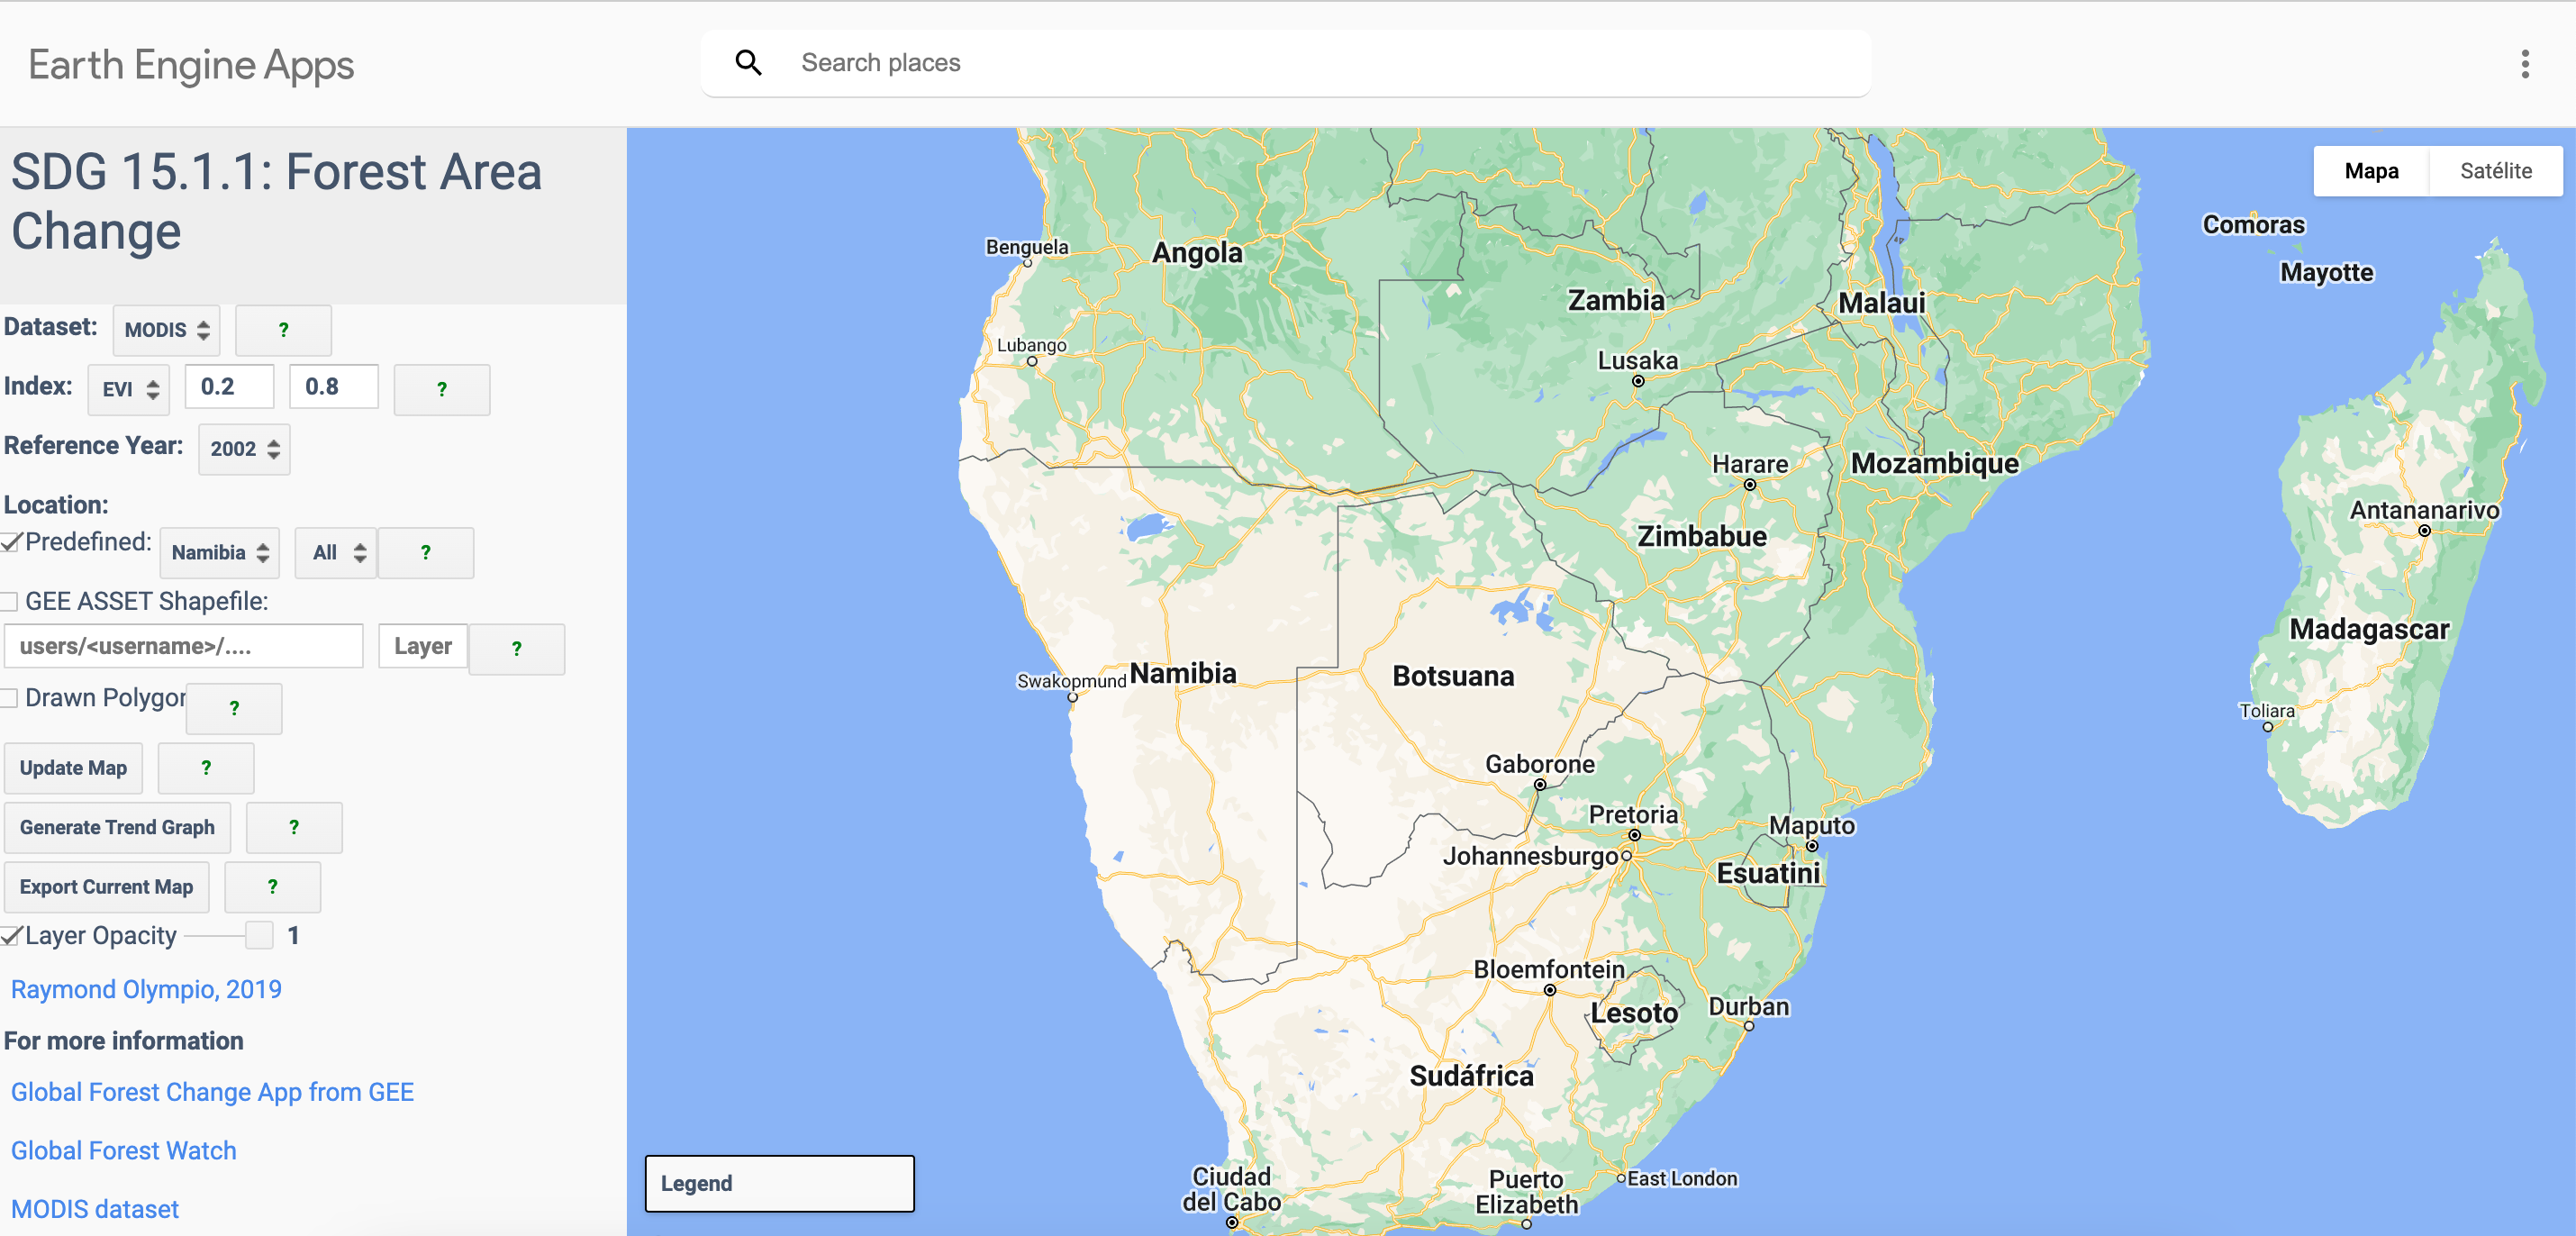 Earth Engine Apps
Search places
SDG 15.1.1: Forest Area
Change
Dataset: MODIS ?
Index: EVI 0.2 0.8 ?
Reference Year: 2002
Location:
Predefined: Namibia All ?
GEE ASSET Shapefile:
users/<username>/.... Layer ?
Drawn Polygor ?
Update Map ?
Generate Trend Graph ?
Export Current Map ?
Layer Opacity 1
Raymond Olympio, 2019
For more information
Global Forest Change App from GEE
Global Forest Watch
MODIS dataset
Mapa Satélite
Comoras
Benguela
Angola
Mayotte
Zambia
Malaui
Lubango
Lusaka
Harare
Mozambique
Antananarivo
Zimbabue
Madagascar
Swakopmund
Namibia
Botsuana
Toliara
Gaborone
Pretoria
Maputo
Johannesburgo
Esuatini
Bloemfontein
Lesoto
Durban
Sudáfrica
Legend
Ciudad
del Cabo
Puerto
Elizabeth
East London